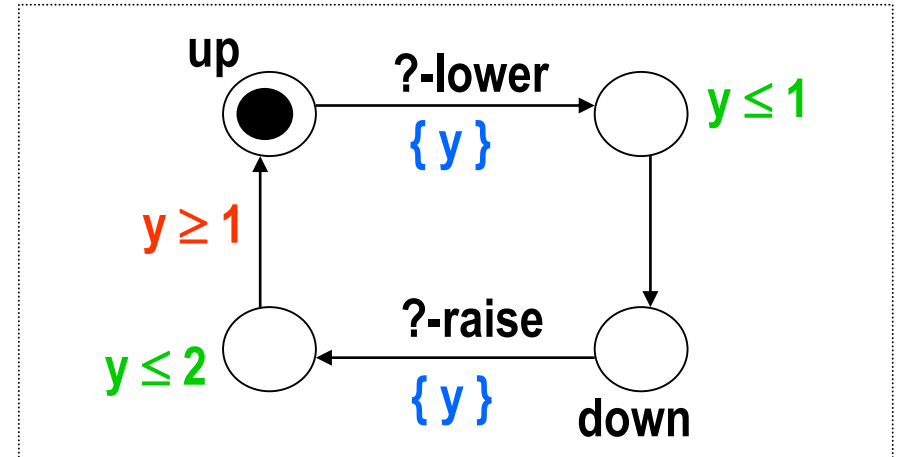 up
?-lower
{ y }
y ≤ 1
y ≥ 1
?-raise
y ≤ 2
{ y }
down